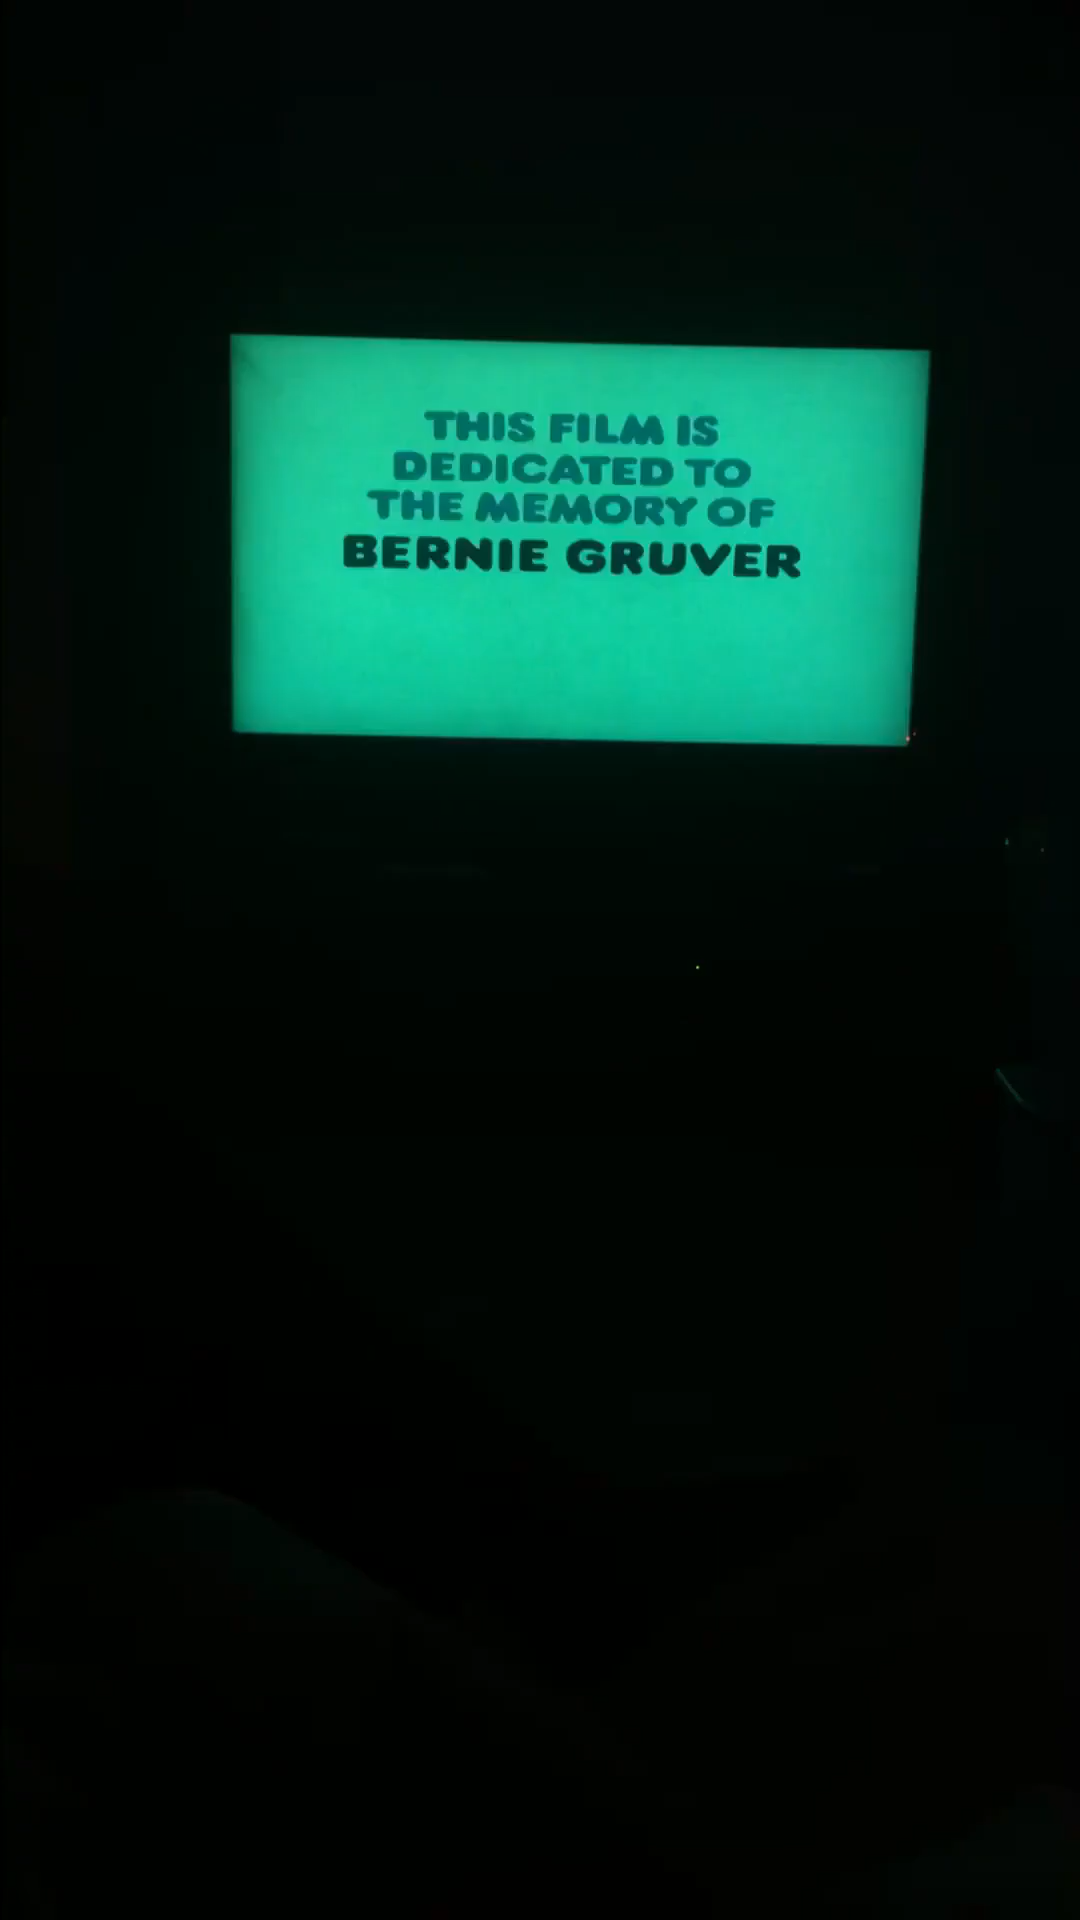 THIS FILM IS
DEDICATED TO
THE MEMORY OF
BERNIE GRUVER